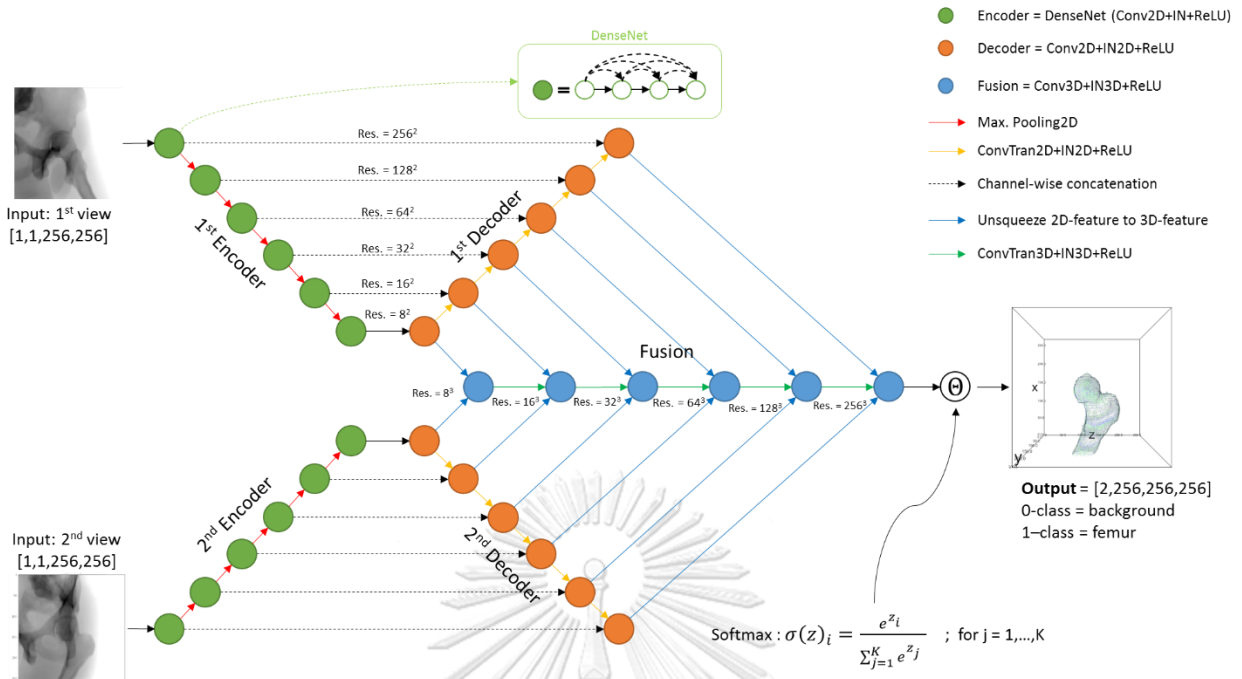 DenseNet
=
Encoder = DenseNet (Conv2D+IN+ReLU)
Decoder = Conv2D+IN2D+ReLU
Fusion = Conv3D+IN3D+ReLU
Max. Pooling2D
ConvTran2D+IN2D+ReLU
Channel-wise concatenation
Unsqueeze 2D-feature to 3D-feature
ConvTran3D+IN3D+ReLU
Input: 1st view
[1,1,256,256]
1st Encoder
Res. = 256²
Res. = 128²
Res. = 64²
Res. = 32²
Res. = 16²
Res. = 8²
1st Decoder
Fusion
Res. = 8³
Res. = 16³
Res. = 32³
Res. = 64³
Res. = 128³
Res. = 256³
Θ
x
z
y
Output = [2,256,256,256]
0-class = background
1–class = femur
2nd Encoder
2nd Decoder
Input: 2nd view
[1,1,256,256]
Softmax : σ(z)ᵢ = e^{z_i} / Σ_{j=1}^{K} e^{z_j} ; for j = 1,...,K